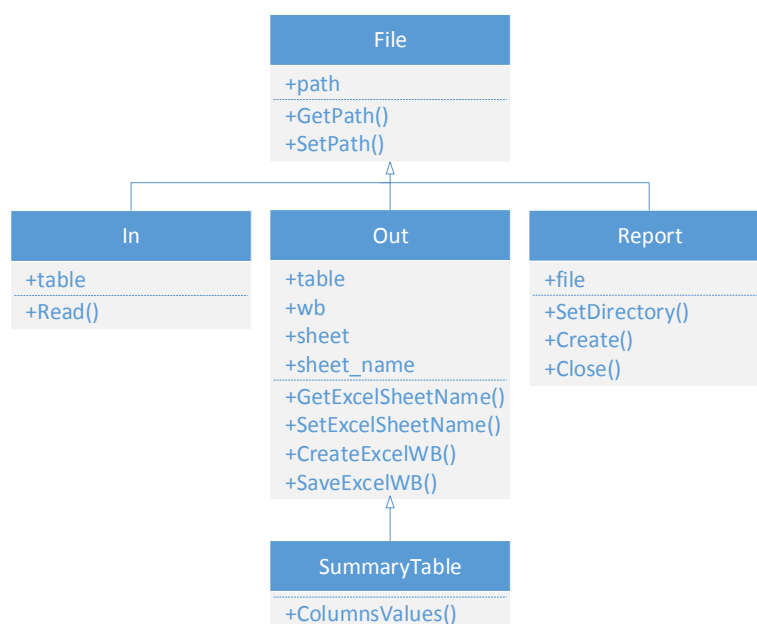 File
+path
+GetPath()
+SetPath()
In
+table
+Read()
Out
+table
+wb
+sheet
+sheet_name
+GetExcelSheetName()
+SetExcelSheetName()
+CreateExcelWB()
+SaveExcelWB()
Report
+file
+SetDirectory()
+Create()
+Close()
SummaryTable
+ColumnsValues()